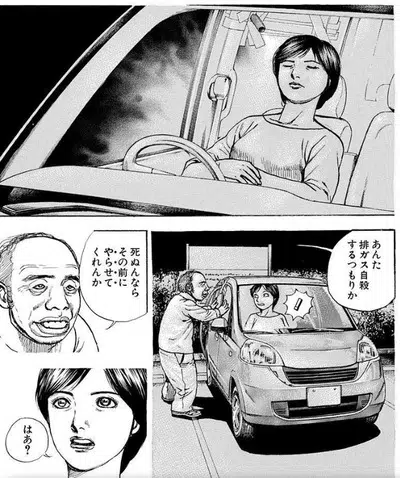 あんた
排ガス自殺
するつもりか
!
死ぬんなら
その前に
やらせて
くれんか
はあ?